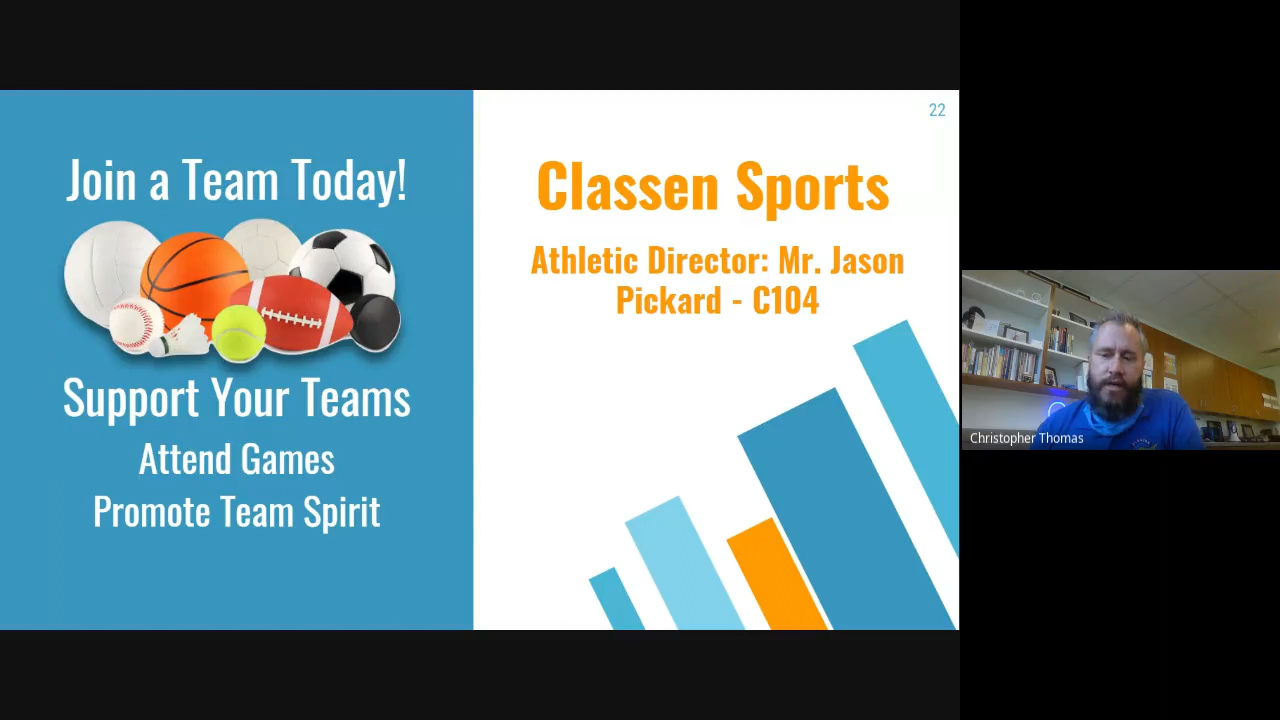 Join a Team Today!
Support Your Teams
Attend Games
Promote Team Spirit
22
Classen Sports
Athletic Director: Mr. Jason
Pickard - C104
Christopher Thomas